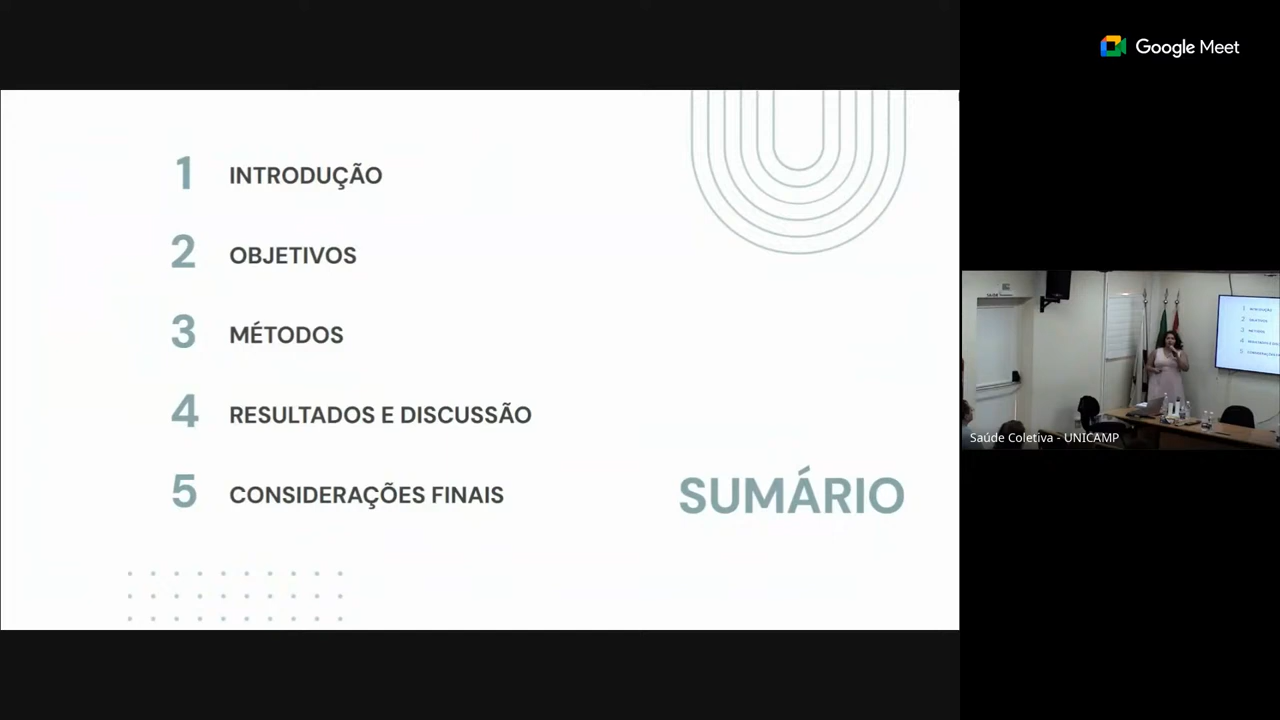 Google Meet
1 INTRODUÇÃO
2 OBJETIVOS
3 MÉTODOS
4 RESULTADOS E DISCUSSÃO
5 CONSIDERAÇÕES FINAIS
SUMÁRIO
Saúde Coletiva - UNICAMP